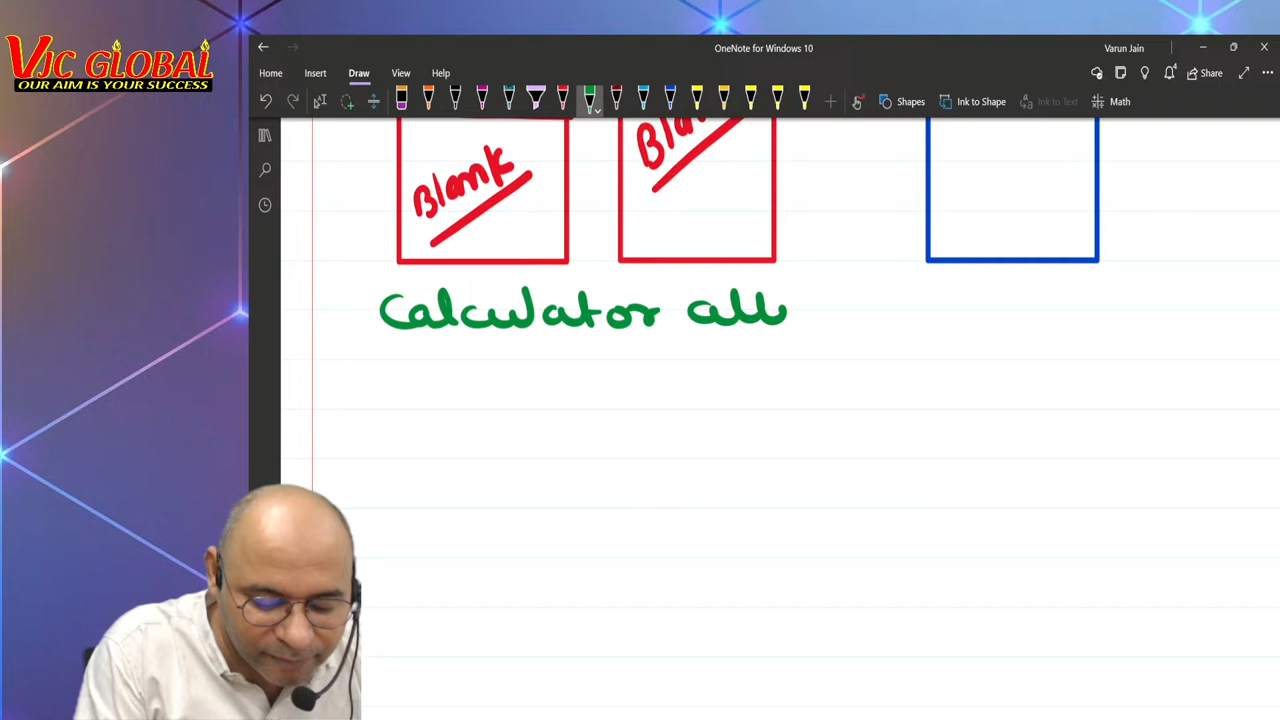 VJC GLOBAL
OUR AIM IS YOUR SUCCESS
OneNote for Windows 10
Varun Jain
Home Insert Draw View Help
4 Share
Shapes Ink to Shape Ink to Text Math
Blank
Calculator all